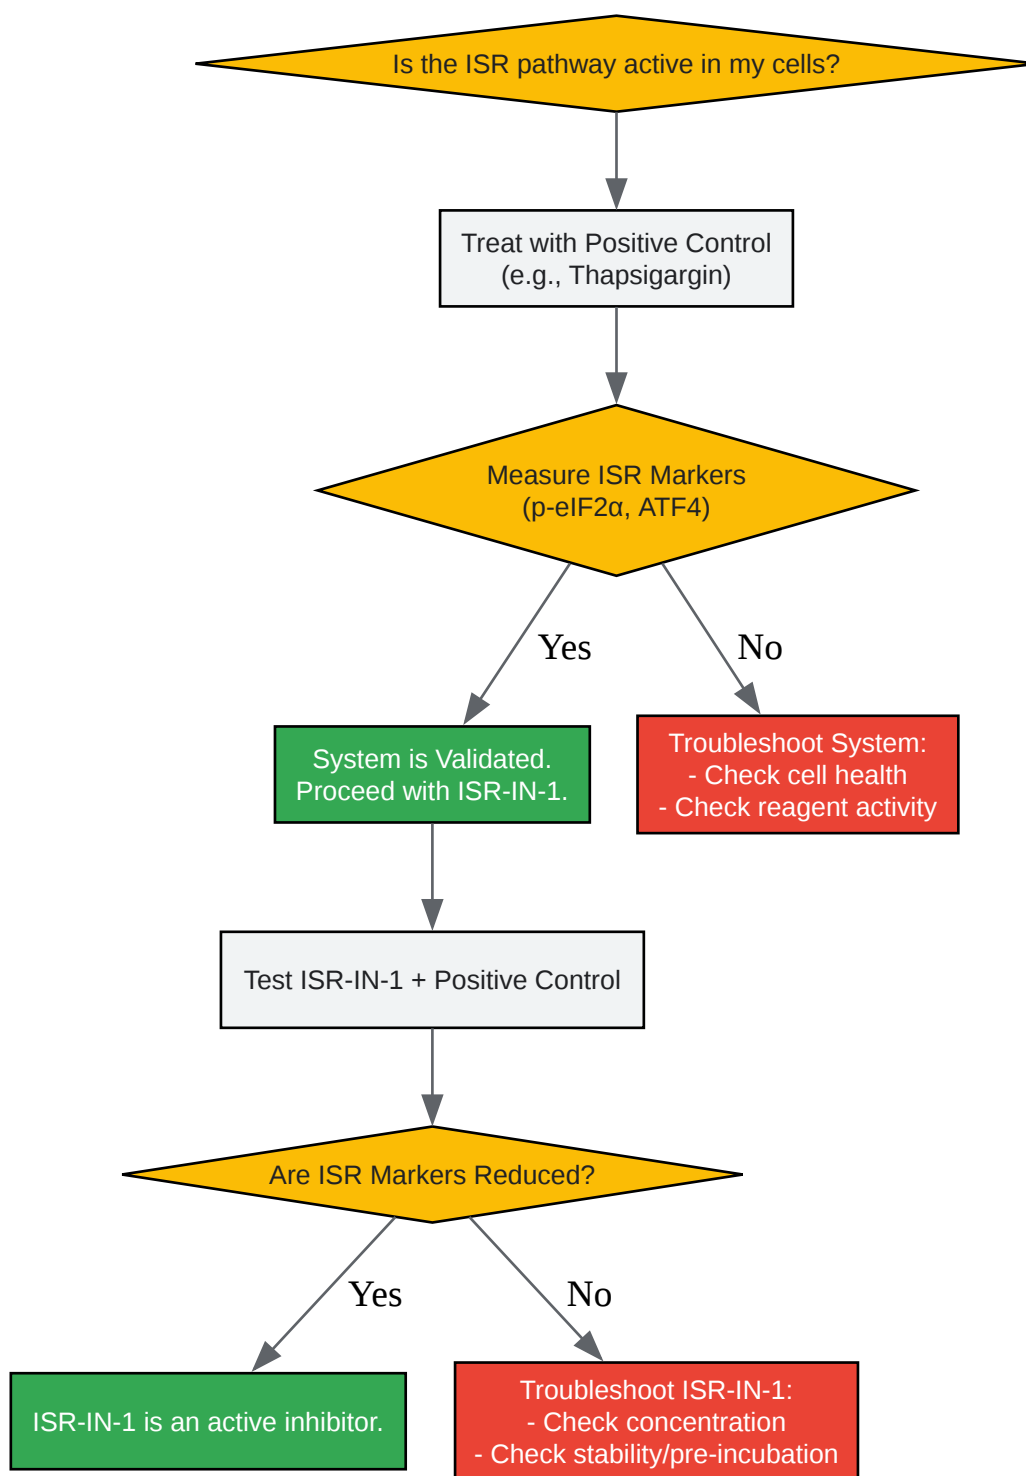 Is the ISR pathway active in my cells?
Treat with Positive Control
(e.g., Thapsigargin)
Measure ISR Markers
(p-eIF2α, ATF4)
Yes
No
System is Validated.
Proceed with ISR-IN-1.
Troubleshoot System:
- Check cell health
- Check reagent activity
Test ISR-IN-1 + Positive Control
Are ISR Markers Reduced?
Yes
No
ISR-IN-1 is an active inhibitor.
Troubleshoot ISR-IN-1:
- Check concentration
- Check stability/pre-incubation